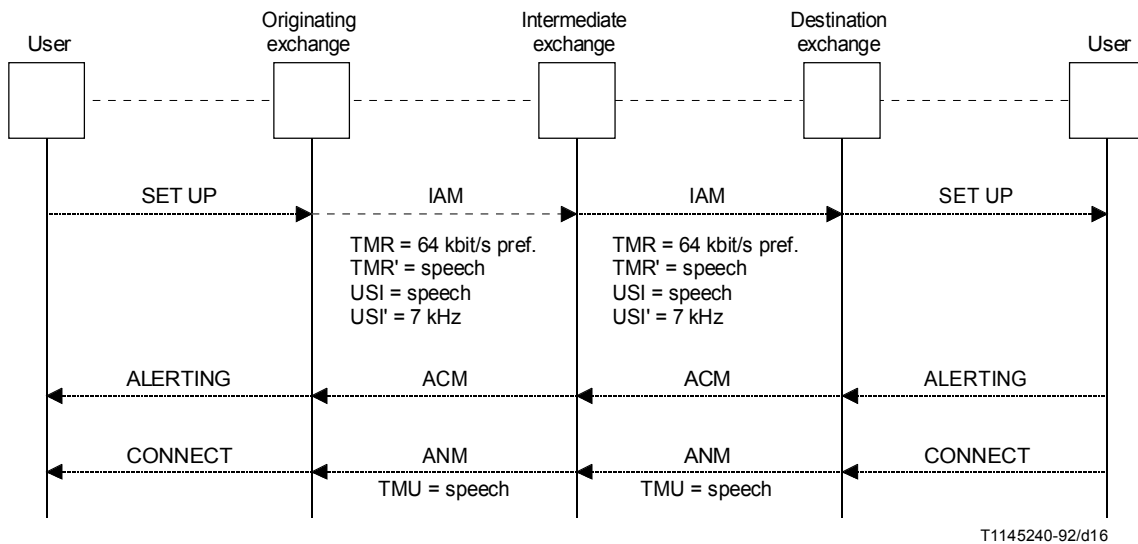 User
Originating
exchange
Intermediate
exchange
Destination
exchange
User
SET UP
IAM
IAM
SET UP
TMR = 64 kbit/s pref.
TMR' = speech
USI = speech
USI' = 7 kHz
TMR = 64 kbit/s pref.
TMR' = speech
USI = speech
USI' = 7 kHz
ALERTING
ACM
ACM
ALERTING
CONNECT
ANM
ANM
CONNECT
TMU = speech
TMU = speech
T1145240-92/d16